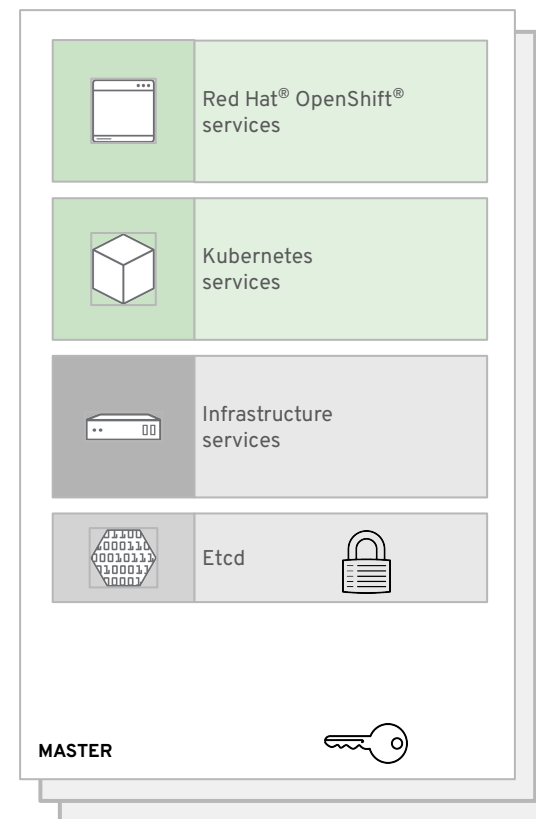 Red Hat® OpenShift®
services
Kubernetes
services
Infrastructure
services
Etcd
MASTER